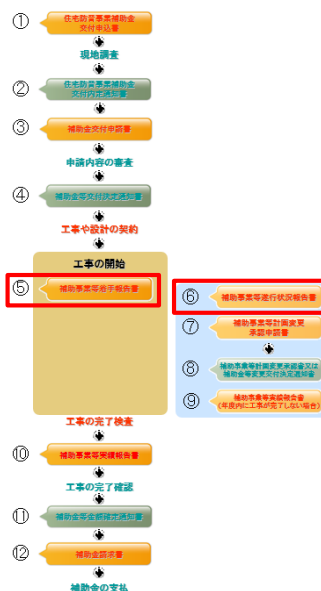 ①
住宅防音事業補助金
交付申込書
現地調査
②
住宅防音事業補助金
交付内定通知書
③
補助金交付申請書
申請内容の審査
④
補助金等交付決定通知書
工事や設計の契約
工事の開始
⑤
補助事業等着手報告書
⑥
補助事業等遂行状況報告書
⑦
補助事業等計画変更
承認申請書
⑧
補助事業等計画変更承認書又は
補助金等変更交付決定通知書
⑨
補助事業等実績報告書
(年度内に工事が完了しない場合)
工事の完了検査
⑩
補助事業等実績報告書
工事の完了確認
⑪
補助金等金額確定通知書
⑫
補助金請求書
補助金の支払